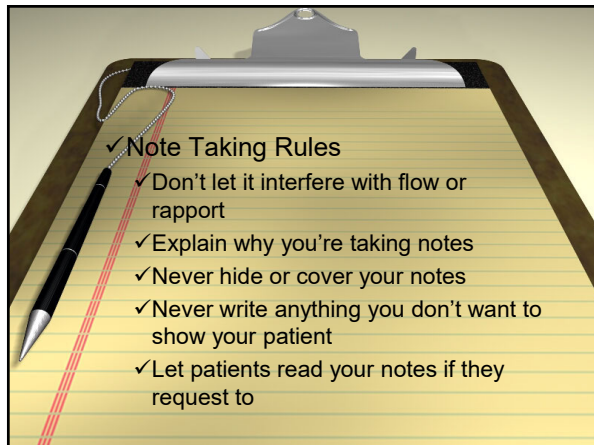 ✓Note Taking Rules
✓Don’t let it interfere with flow or
rapport
✓Explain why you’re taking notes
✓Never hide or cover your notes
✓Never write anything you don’t want to
show your patient
✓Let patients read your notes if they
request to